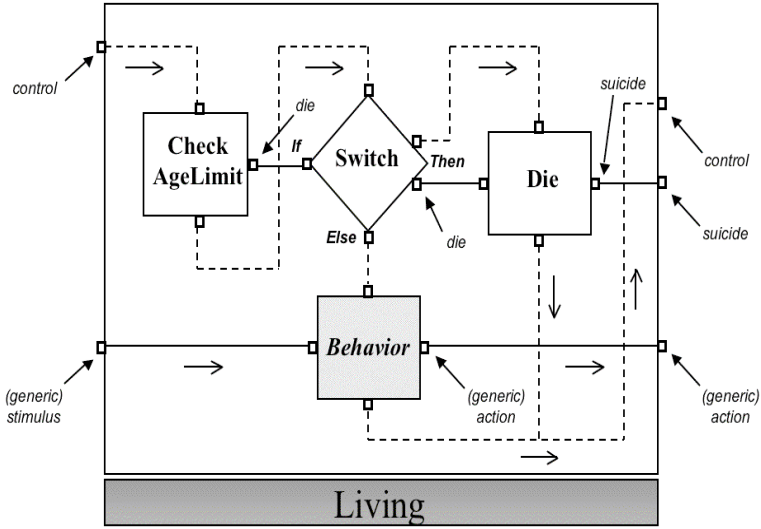 control
die
Check
AgeLimit
If
Switch
Then
die
Else
Die
suicide
control
suicide
(generic)
stimulus
Behavior
(generic)
action
(generic)
action
Living